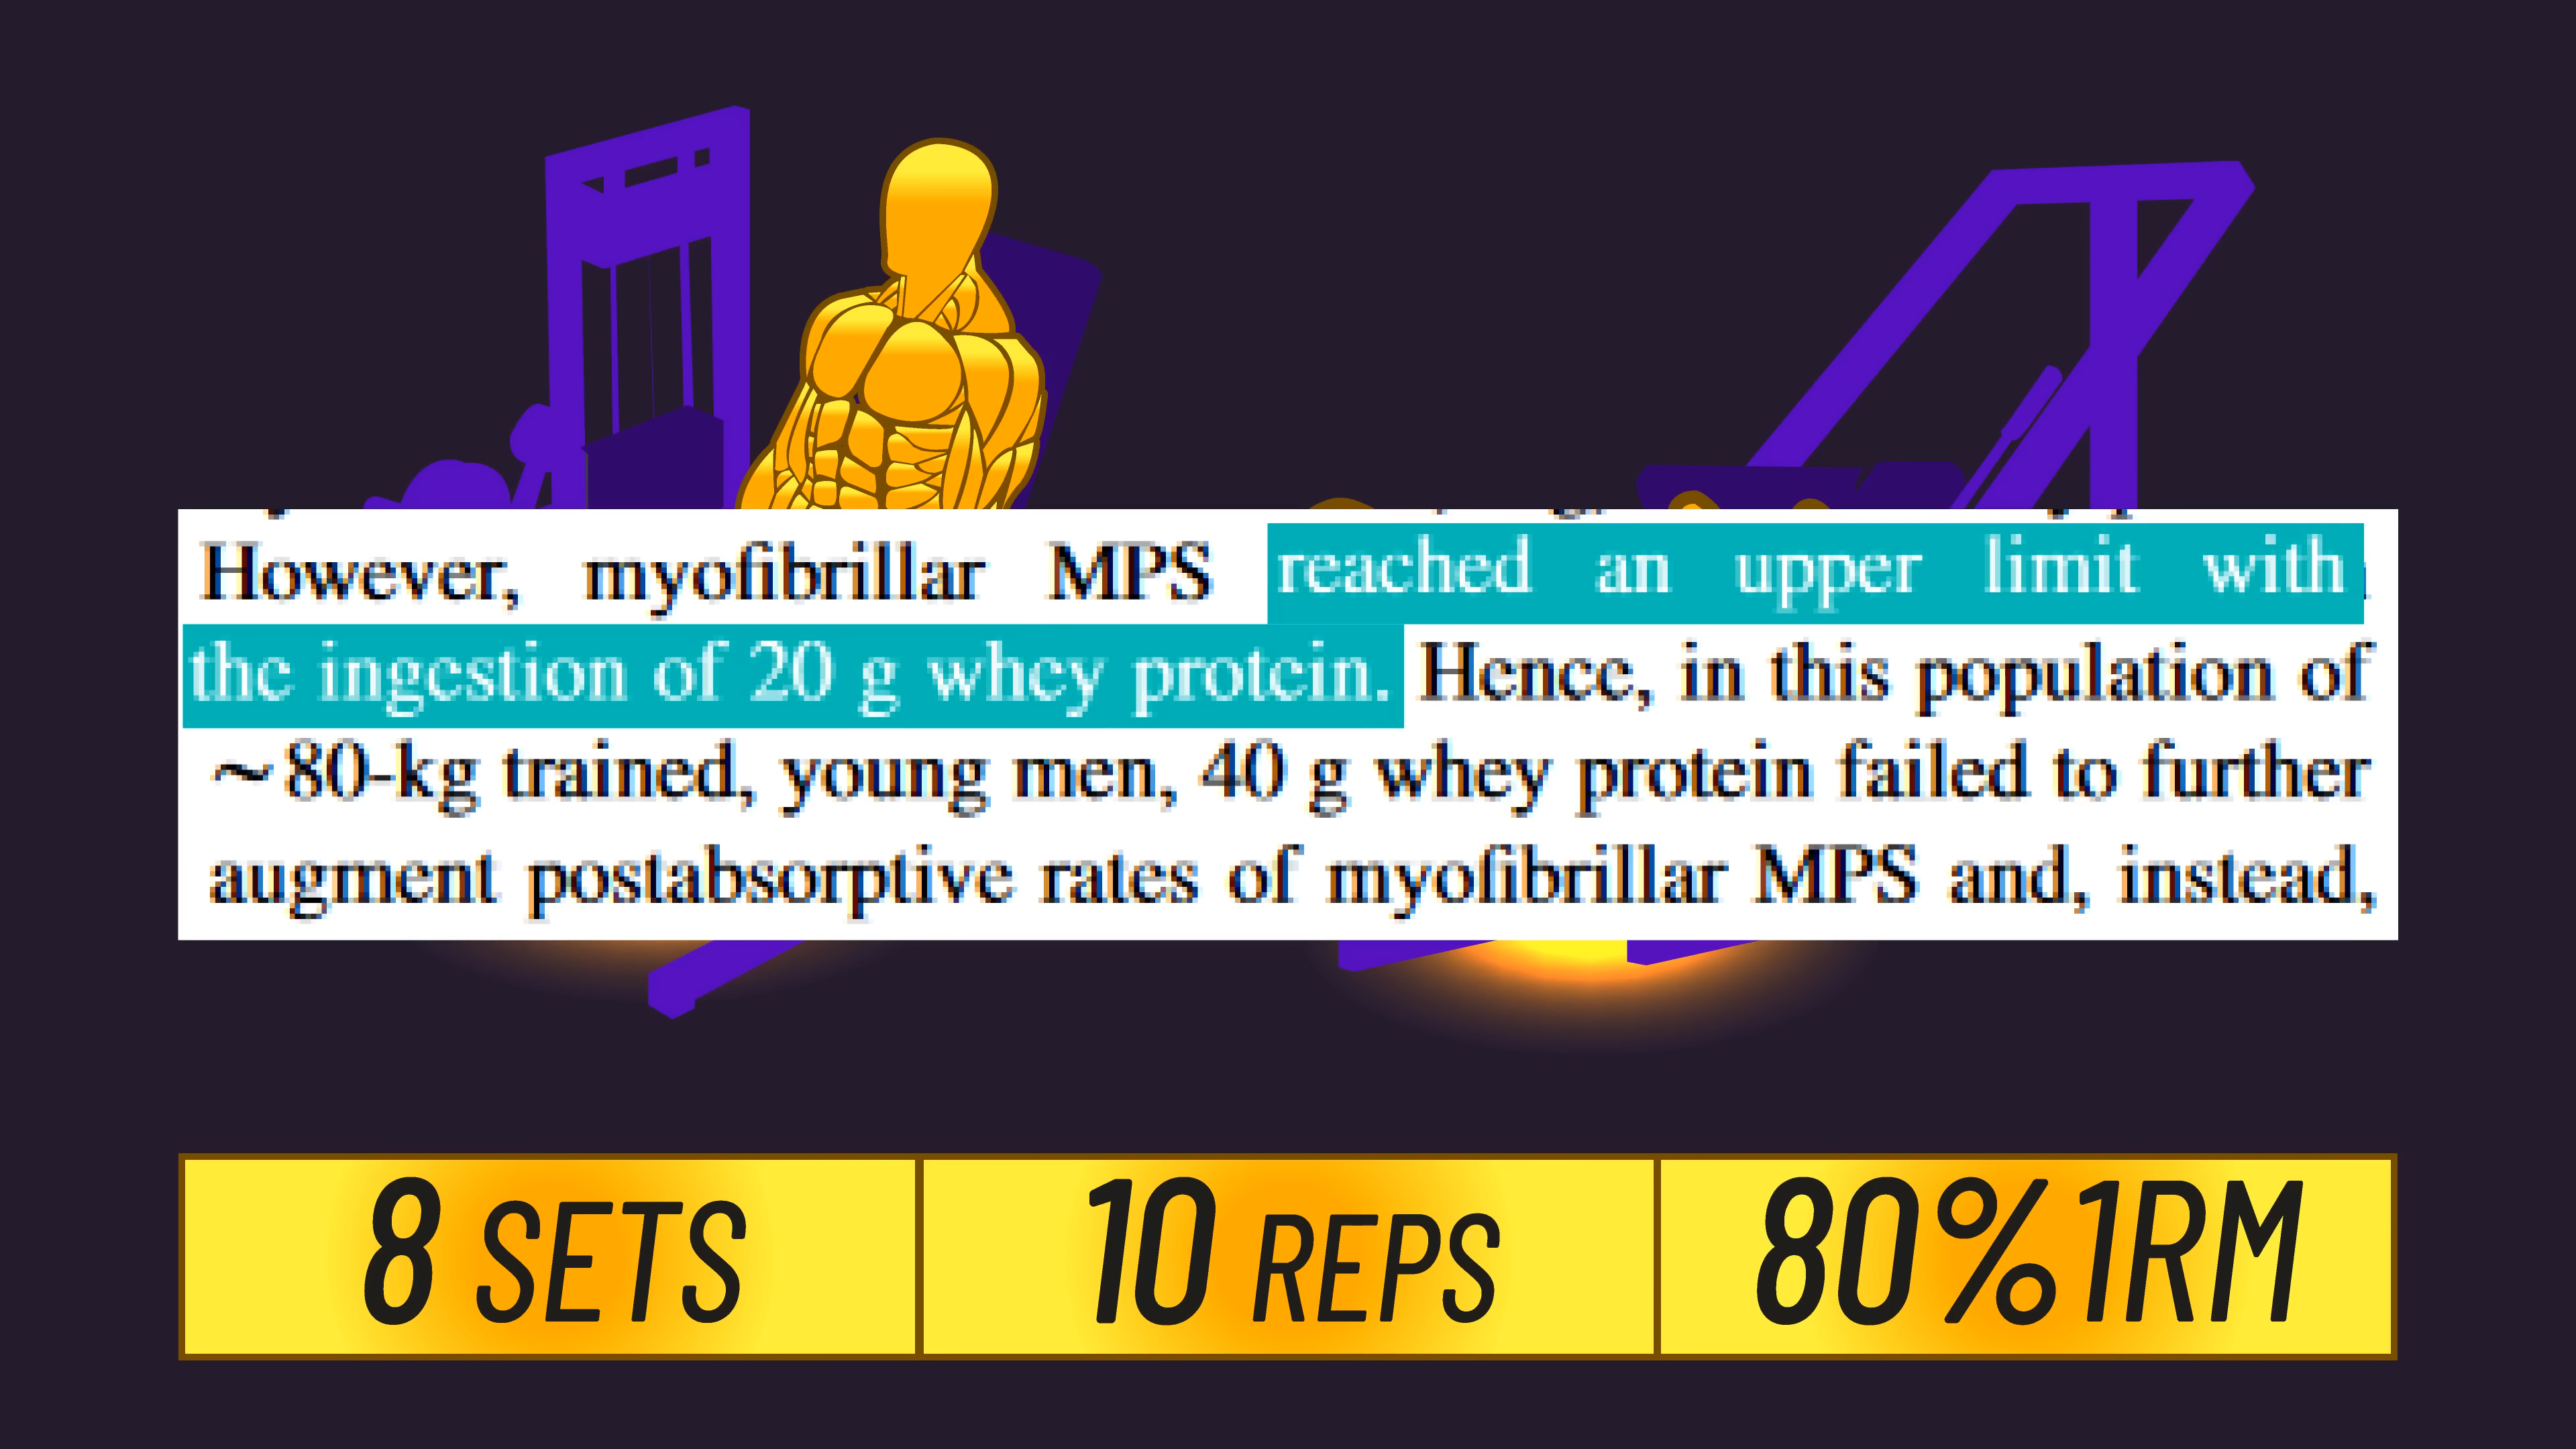 However, myofibrillar MPS reached an upper limit with
the ingestion of 20 g whey protein. Hence, in this population of
~80-kg trained, young men, 40 g whey protein failed to further
augment postabsorptive rates of myofibrillar MPS and, instead,
8 SETS
10 REPS
80%1RM